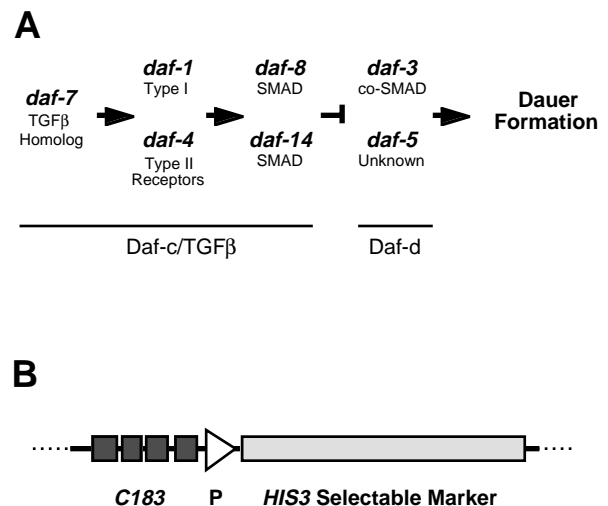 A
daf-7
TGFβ
Homolog
daf-1
Type I
daf-4
Type II
Receptors
daf-8
SMAD
daf-14
SMAD
daf-3
co-SMAD
daf-5
Unknown
Dauer
Formation
Daf-c/TGFβ
Daf-d
B
C183
P
HIS3 Selectable Marker